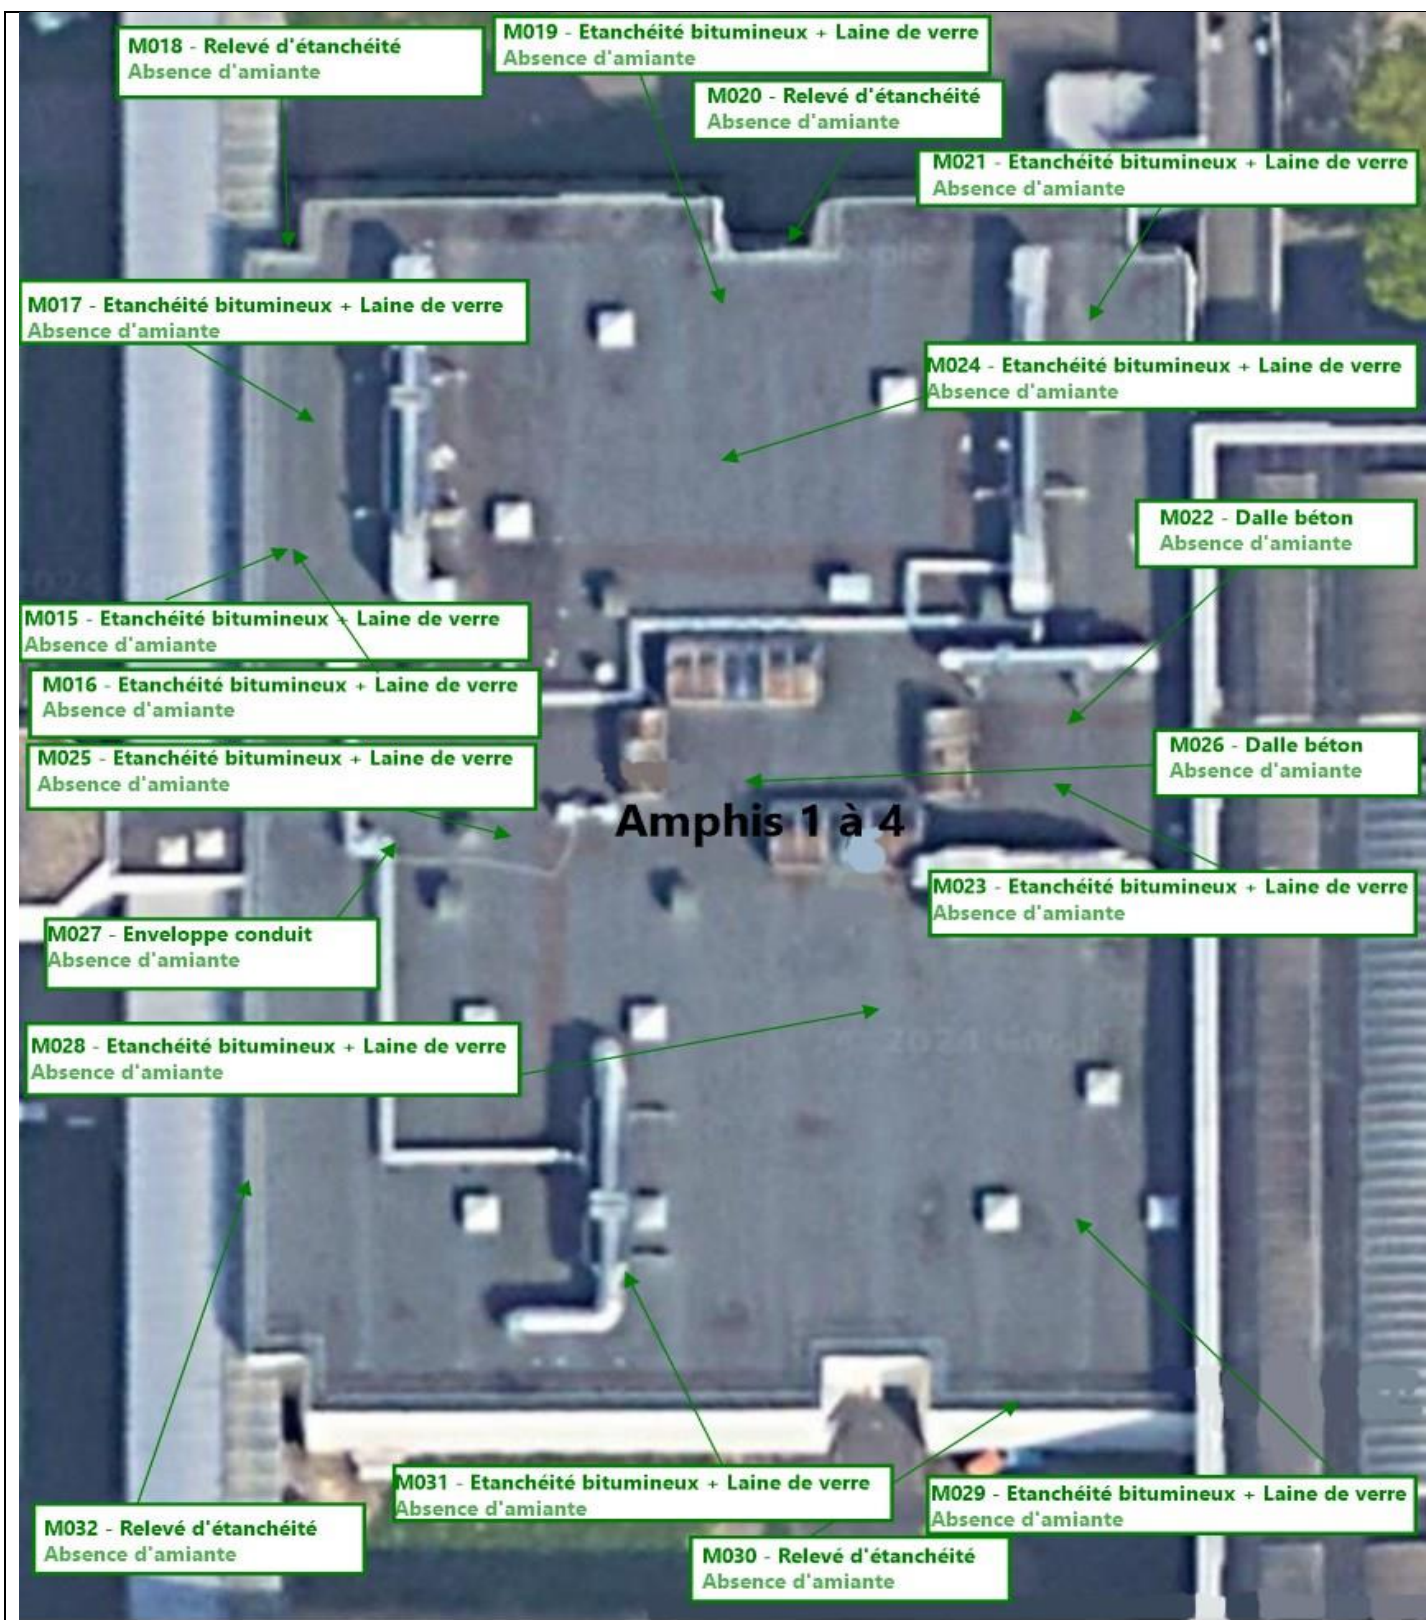 M018 - Relevé d'étanchéité
Absence d'amiante
M019 - Etanchéité bitumineux + Laine de verre
Absence d'amiante
M020 - Relevé d'étanchéité
Absence d'amiante
M021 - Etanchéité bitumineux + Laine de verre
Absence d'amiante
M017 - Etanchéité bitumineux + Laine de verre
Absence d'amiante
M024 - Etanchéité bitumineux + Laine de verre
Absence d'amiante
M022 - Dalle béton
Absence d'amiante
M015 - Etanchéité bitumineux + Laine de verre
Absence d'amiante
M016 - Etanchéité bitumineux + Laine de verre
Absence d'amiante
M025 - Etanchéité bitumineux + Laine de verre
Absence d'amiante
M026 - Dalle béton
Absence d'amiante
Amphis 1 à 4
M023 - Etanchéité bitumineux + Laine de verre
Absence d'amiante
M027 - Enveloppe conduit
Absence d'amiante
M028 - Etanchéité bitumineux + Laine de verre
Absence d'amiante
M031 - Etanchéité bitumineux + Laine de verre
Absence d'amiante
M029 - Etanchéité bitumineux + Laine de verre
Absence d'amiante
M032 - Relevé d'étanchéité
Absence d'amiante
M030 - Relevé d'étanchéité
Absence d'amiante